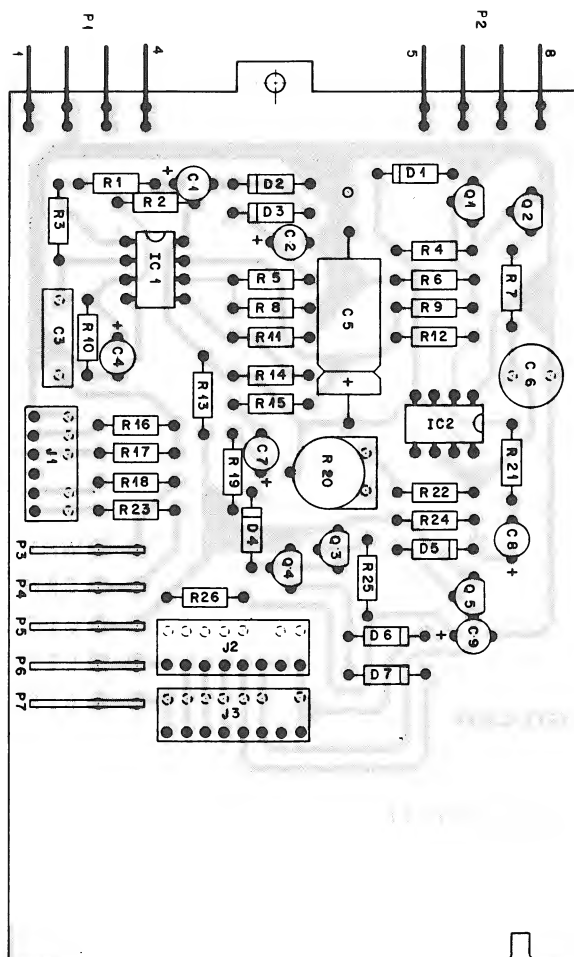 P1
P2
1
4
5
8
R1
R2
R3
C1
D2
D3
C2
D1
Q1
Q2
IC1
R4
R5
R6
R7
R8
R9
R11
R12
C5
C3
R10
C4
C6
R13
R14
R15
IC2
J1
R16
R17
R18
R23
R19
C7
R20
R21
R22
R24
D5
C8
D4
Q3
Q4
R25
Q5
P3
P4
P5
P6
P7
R26
J2
J3
D6
D7
C9
+
+
+
+
+
+
+